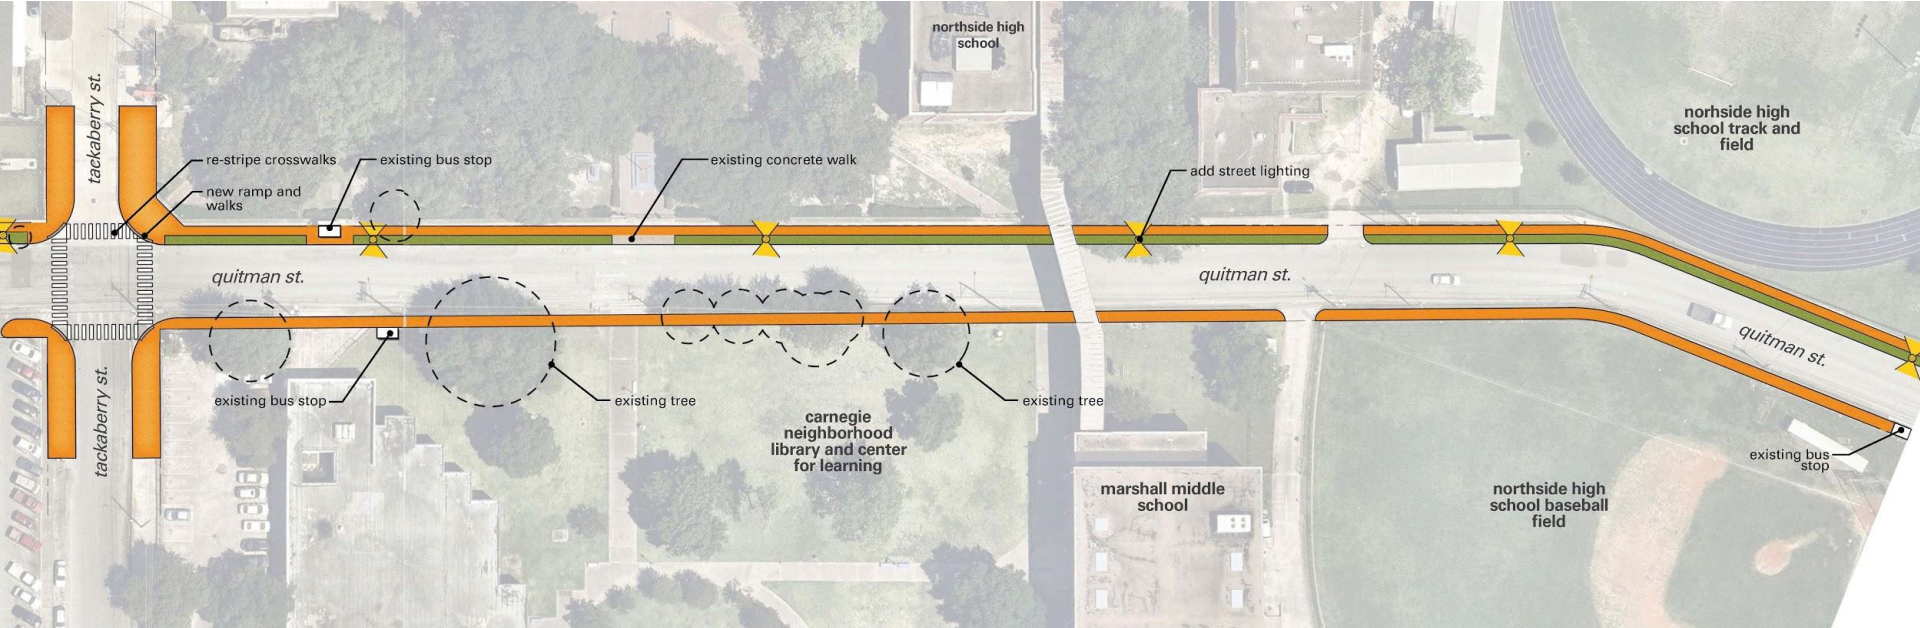 northside high
school
tackaberry st.
norhside high
school track and
field
re-stripe crosswalks
existing bus stop
existing concrete walk
add street lighting
new ramp and
walks
quitman st.
quitman st.
quitman st.
existing bus stop
existing tree
existing tree
tackaberry st.
carnegie
neighborhood
library and center
for learning
existing bus
stop
marshall middle
school
northside high
school baseball
field